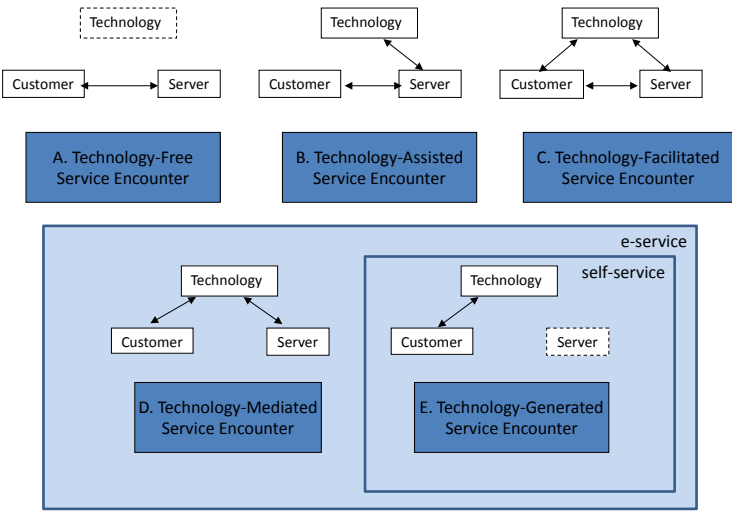 Technology
Customer
Server
A. Technology-Free
Service Encounter
Technology
Customer
Server
B. Technology-Assisted
Service Encounter
Technology
Customer
Server
C. Technology-Facilitated
Service Encounter
e-service
self-service
Technology
Customer
Server
D. Technology-Mediated
Service Encounter
Technology
Customer
Server
E. Technology-Generated
Service Encounter